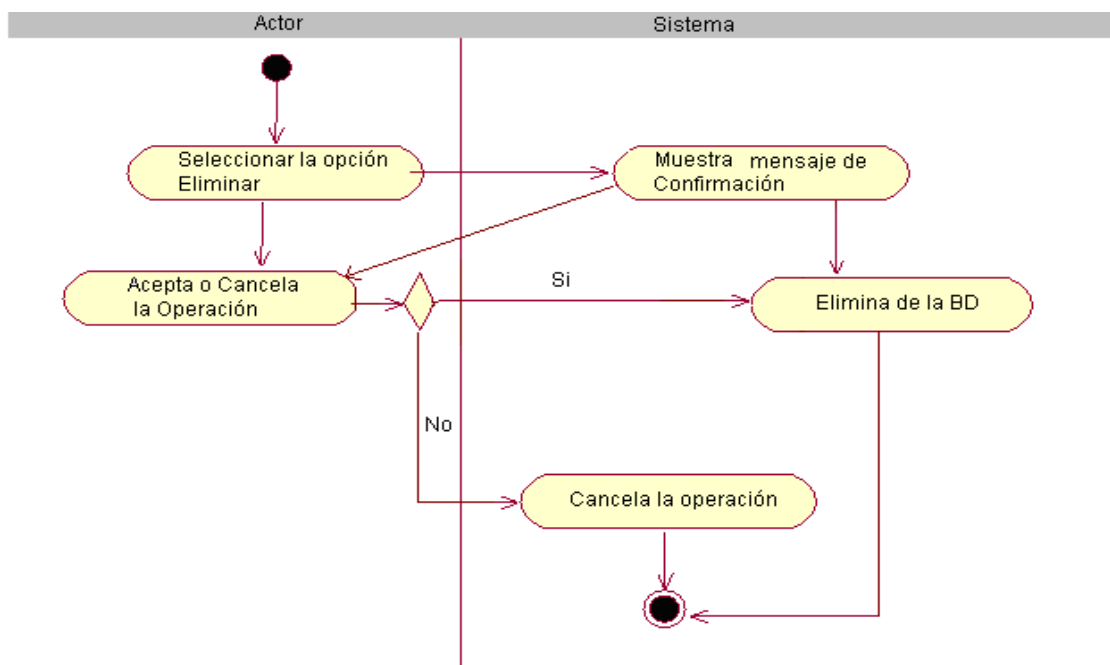 Actor
Sistema
Seleccionar la opción
Eliminar
Muestra mensaje de
Confirmación
Acepta o Cancela
la Operación
Si
Elimina de la BD
No
Cancela la operación